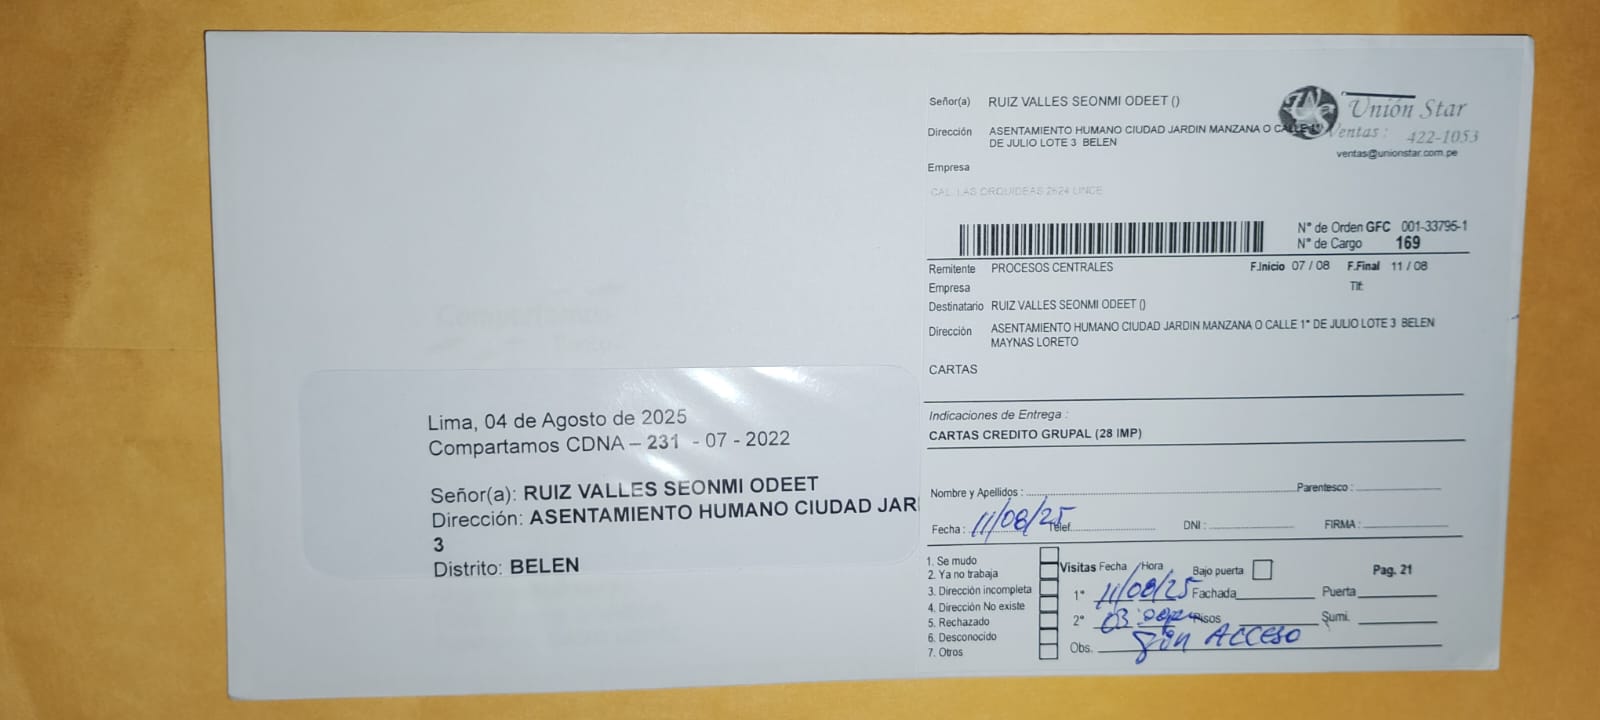 Lima, 04 de Agosto de 2025
Compartamos CDNA – 231 - 07 - 2022
Señor(a): RUIZ VALLES SEONMI ODEET
Dirección: ASENTAMIENTO HUMANO CIUDAD JAR
3
Distrito: BELEN
Señor(a) RUIZ VALLES SEONMI ODEET ()
Dirección ASENTAMIENTO HUMANO CIUDAD JARDIN MANZANA O CALLE 1°
DE JULIO LOTE 3 BELEN
Empresa
CAL. LAS ORQUIDEAS 2624 LINCE
Unión Star
Ventas : 422-1053
ventas@unionstar.com.pe
N° de Orden GFC 001-33795-1
N° de Cargo 169
Remitente PROCESOS CENTRALES F.Inicio 07 / 08 F.Final 11 / 08
Empresa Tlf:
Destinatario RUIZ VALLES SEONMI ODEET ()
Dirección ASENTAMIENTO HUMANO CIUDAD JARDIN MANZANA O CALLE 1° DE JULIO LOTE 3 BELEN
MAYNAS LORETO
CARTAS
Indicaciones de Entrega :
CARTAS CREDITO GRUPAL (28 IMP)
Nombre y Apellidos : Parentesco :
Fecha : 11/08/25 Telef. DNI : FIRMA :
1. Se mudo
2. Ya no trabaja
3. Dirección incompleta
4. Dirección No existe
5. Rechazado
6. Desconocido
7. Otros
Visitas Fecha /Hora Bajo puerta Pag. 21
1° 11/08/25 Fachada Puerta
2° 03: Pisos Sumi.
Obs. Sin ACCESO